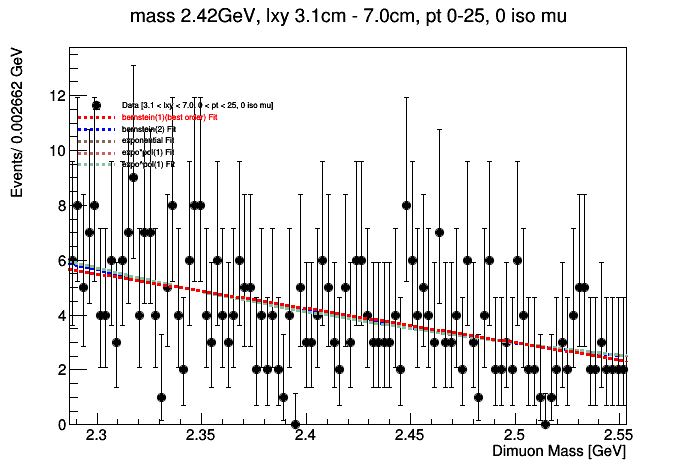 mass 2.42GeV, lxy 3.1cm - 7.0cm, pt 0-25, 0 iso mu
Events/ 0.002662 GeV
12
10
8
6
4
2
0
Data [3.1 < lxy < 7.0, 0 < pt < 25, 0 iso mu]
bernstein(1)(best order) Fit
bernstein(2) Fit
exponential Fit
expo*pol(1) Fit
expo*pol(1) Fit
2.3
2.35
2.4
2.45
2.5
2.55
Dimuon Mass [GeV]